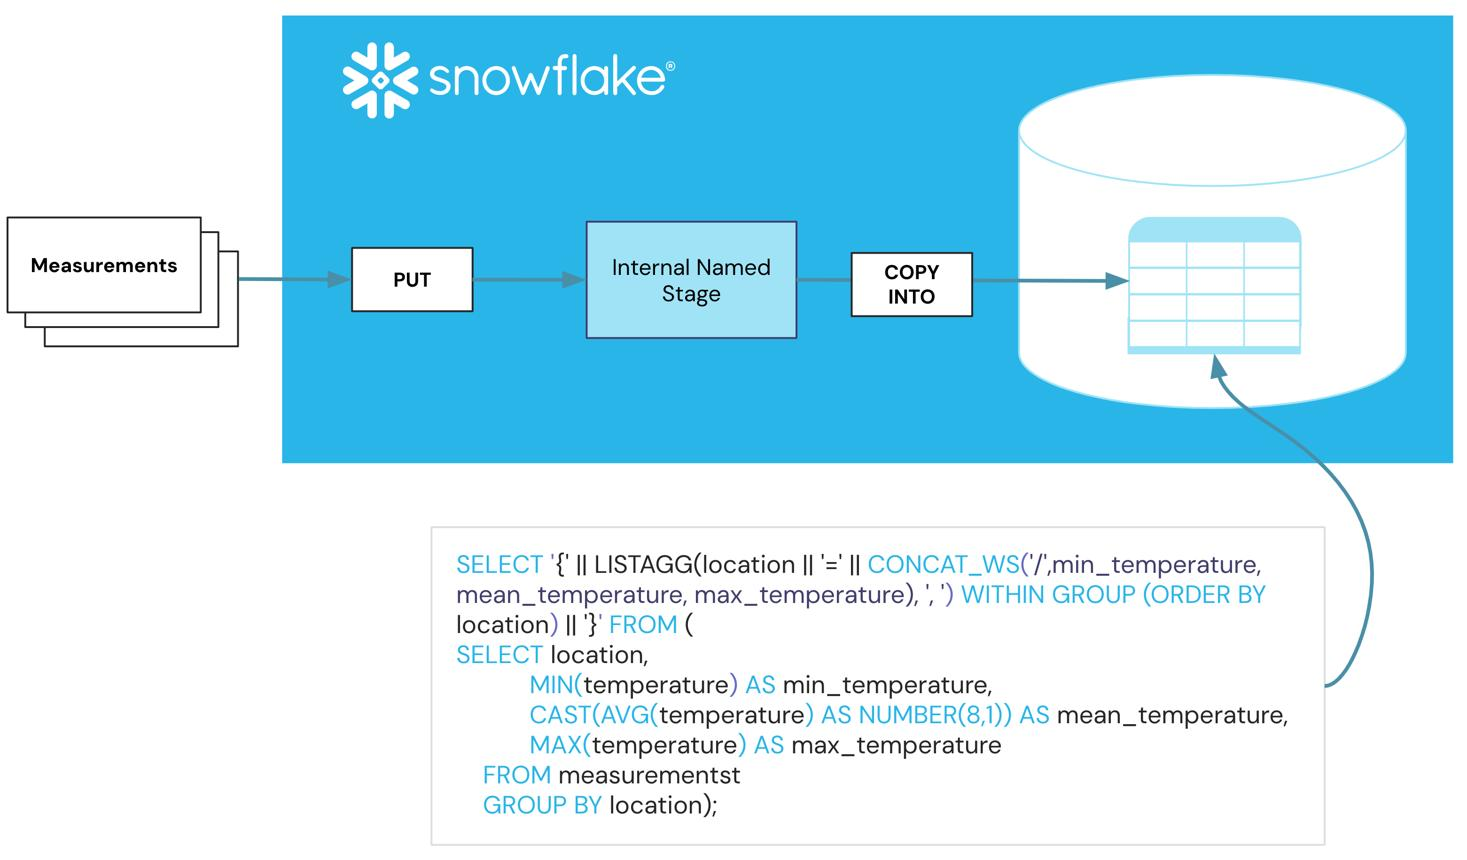 snowflake®
Measurements
PUT
Internal Named
Stage
COPY
INTO
SELECT '{' || LISTAGG(location || '=' || CONCAT_WS('/',min_temperature,
mean_temperature, max_temperature), ', ') WITHIN GROUP (ORDER BY
location) || '}' FROM (
SELECT location,
MIN(temperature) AS min_temperature,
CAST(AVG(temperature) AS NUMBER(8,1)) AS mean_temperature,
MAX(temperature) AS max_temperature
FROM measurementst
GROUP BY location);